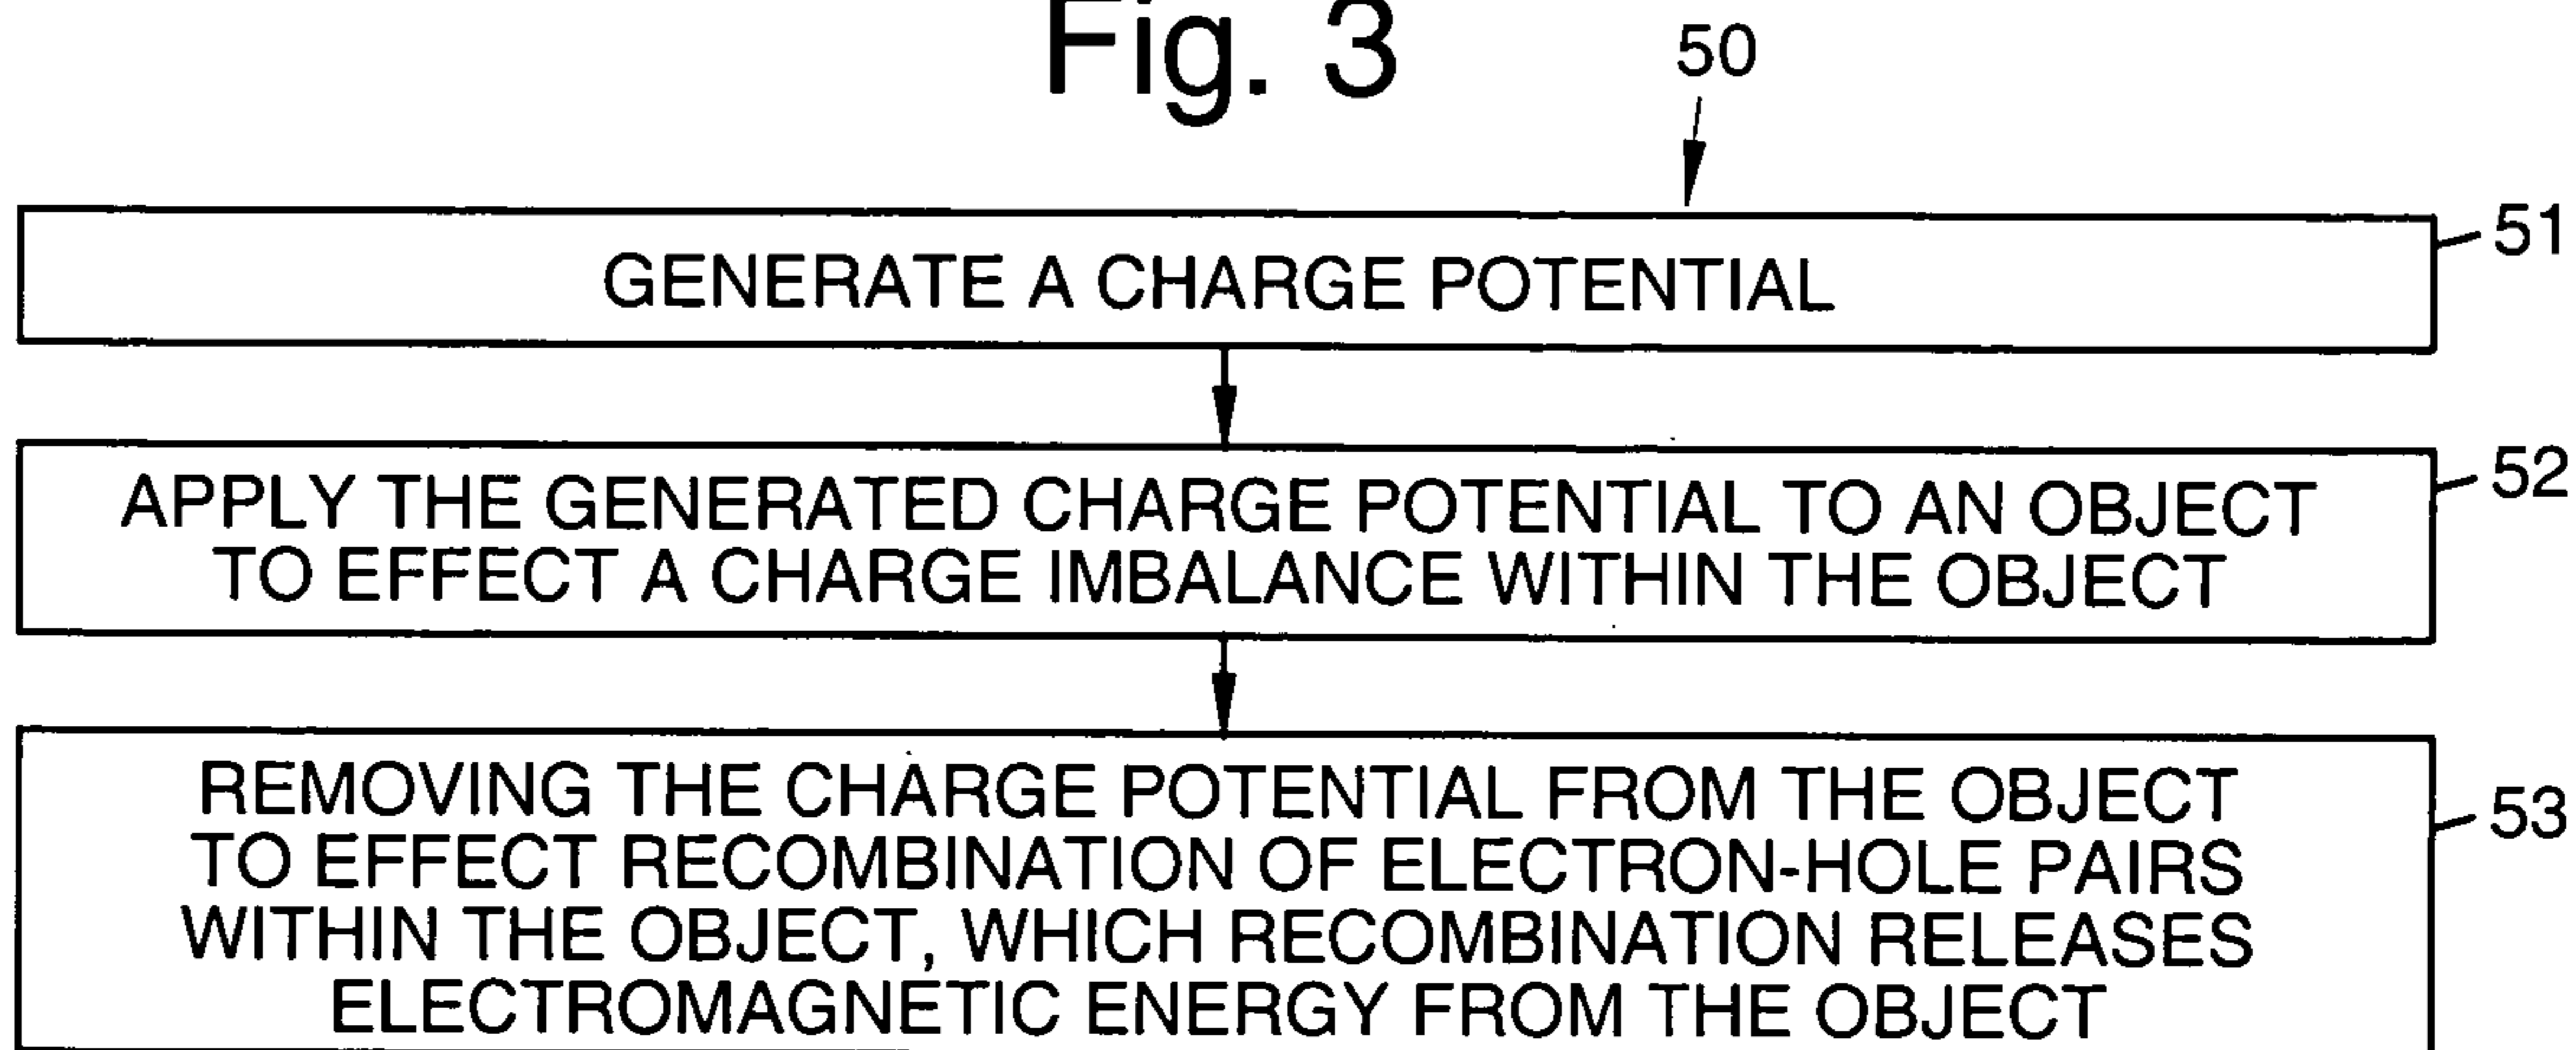 Fig. 3
50
GENERATE A CHARGE POTENTIAL
51
APPLY THE GENERATED CHARGE POTENTIAL TO AN OBJECT
TO EFFECT A CHARGE IMBALANCE WITHIN THE OBJECT
52
REMOVING THE CHARGE POTENTIAL FROM THE OBJECT
TO EFFECT RECOMBINATION OF ELECTRON-HOLE PAIRS
WITHIN THE OBJECT, WHICH RECOMBINATION RELEASES
ELECTROMAGNETIC ENERGY FROM THE OBJECT
53